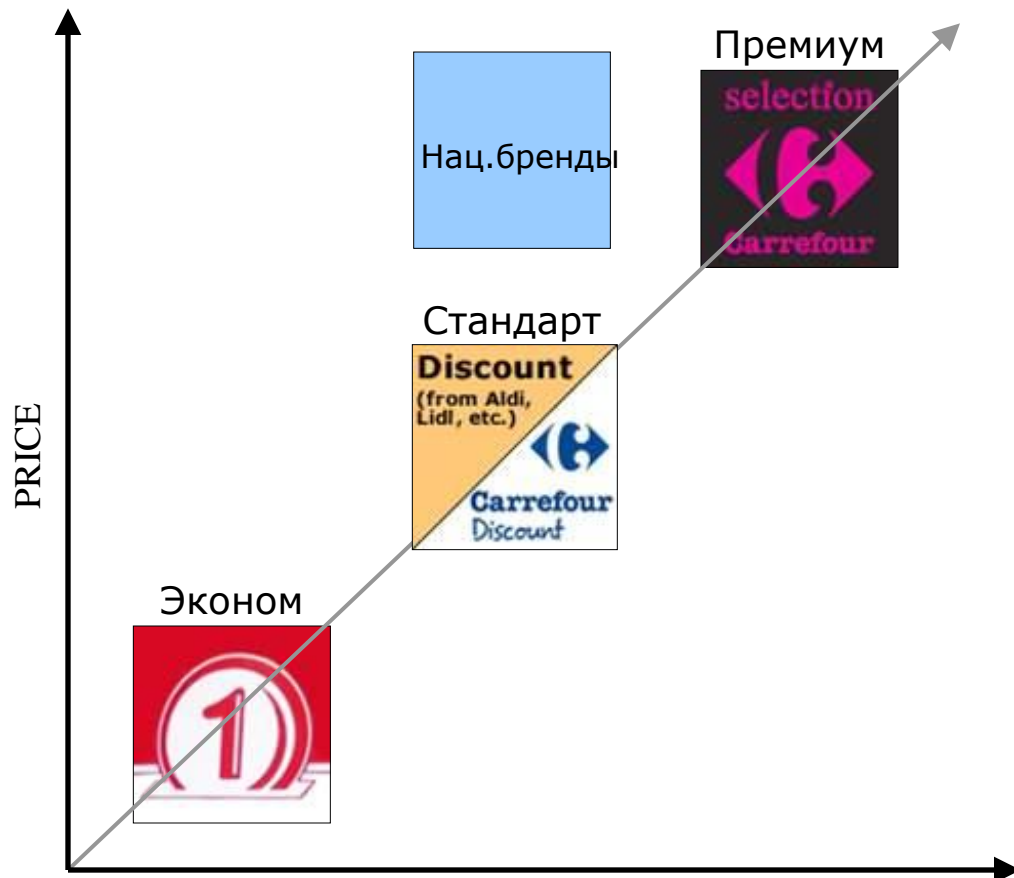 Премиум
selection
Carrefour
Нац.бренды
Стандарт
Discount
(from Aldi,
Lidl, etc.)
Carrefour
Discount
PRICE
Эконом
1